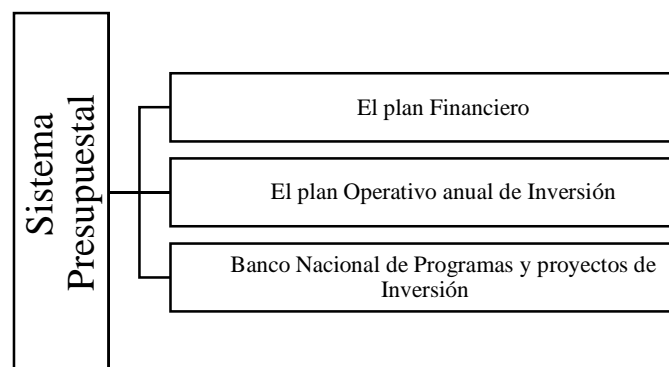 Sistema
Presupuestal
El plan Financiero
El plan Operativo anual de Inversión
Banco Nacional de Programas y proyectos de
Inversión